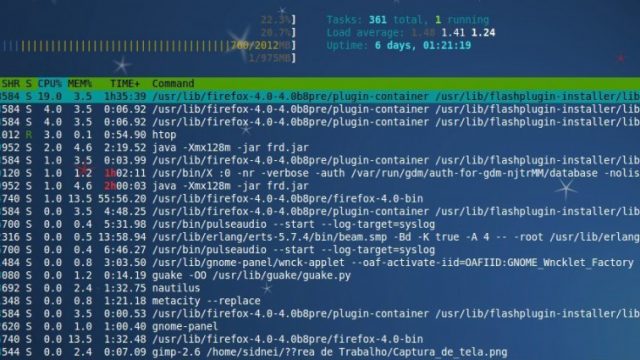 22.3%] Tasks: 361 total, 1 running
20.7%] Load average: 1.48 1.41 1.24
760/2012MB] Uptime: 6 days, 01:21:19
1/975MB]
SHR S CPU% MEM% TIME+ Command
3584 S 19.0 3.5 1h35:39 /usr/lib/firefox-4.0-4.0b8pre/plugin-container /usr/lib/flashplugin-installer/lib
3584 S 4.0 3.5 0:06.92 /usr/lib/firefox-4.0-4.0b8pre/plugin-container /usr/lib/flashplugin-installer/lib
3584 S 4.0 3.5 0:06.92 /usr/lib/firefox-4.0-4.0b8pre/plugin-container /usr/lib/flashplugin-installer/lib
1012 R 3.0 0.1 0:54.90 htop
3952 S 2.0 4.6 2:19.52 java -Xmx128m -jar frd.jar
3584 S 1.0 3.5 0:03.99 /usr/lib/firefox-4.0-4.0b8pre/plugin-container /usr/lib/flashplugin-installer/lib
120 S 1.0 1h02:11 /usr/bin/X :0 -nr -verbose -auth /var/run/gdm/auth-for-gdm-njtrMM/database -nolis
3952 S 1.0 4.6 2h00:03 java -Xmx128m -jar frd.jar
740 S 1.0 13.5 55:56.20 /usr/lib/firefox-4.0-4.0b8pre/firefox-4.0-bin
3584 S 0.0 3.5 4:48.25 /usr/lib/firefox-4.0-4.0b8pre/plugin-container /usr/lib/flashplugin-installer/lib
3700 S 0.0 0.4 5:31.98 /usr/bin/pulseaudio --start --log-target=syslog
2316 S 0.0 0.5 13:58.94 /usr/lib/erlang/erts-5.7.4/bin/beam.smp -Bd -K true -A 4 -- -root /usr/lib/erlang
3700 S 0.0 0.4 6:46.27 /usr/bin/pulseaudio --start --log-target=syslog
484 S 0.0 0.8 3:03.50 /usr/lib/gnome-panel/wnck-applet --oaf-activate-iid=OAFIID:GNOME_Wncklet_Factory
3080 S 0.0 1.2 0:14.19 guake -OO /usr/lib/guake/guake.py
692 S 0.0 2.4 1:32.75 nautilus
348 S 0.0 0.8 1:21.18 metacity --replace
3584 S 0.0 3.5 0:00.53 /usr/lib/firefox-4.0-4.0b8pre/plugin-container /usr/lib/flashplugin-installer/lib
2620 S 0.0 1.0 1:00.40 gnome-panel
740 S 0.0 13.5 1:32.48 /usr/lib/firefox-4.0-4.0b8pre/firefox-4.0-bin
544 S 0.0 2.4 0:07.09 gimp-2.6 /home/sidnei/??rea de Trabalho/Captura_de_tela.png